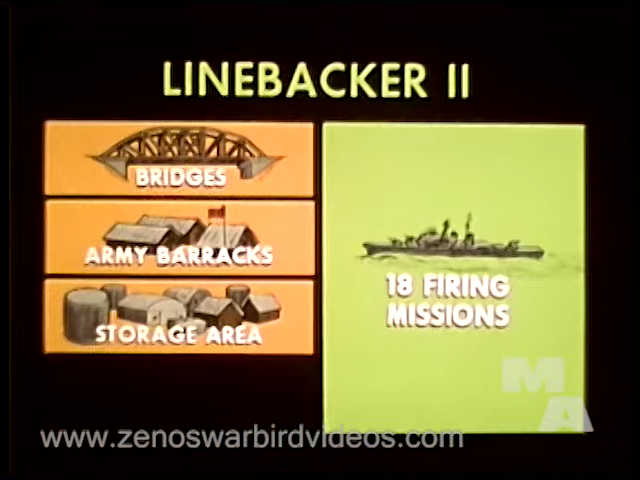 LINEBACKER II
BRIDGES
ARMY BARRACKS
STORAGE AREA
18 FIRING
MISSIONS
MA
www.zenoswarbirdvideos.com